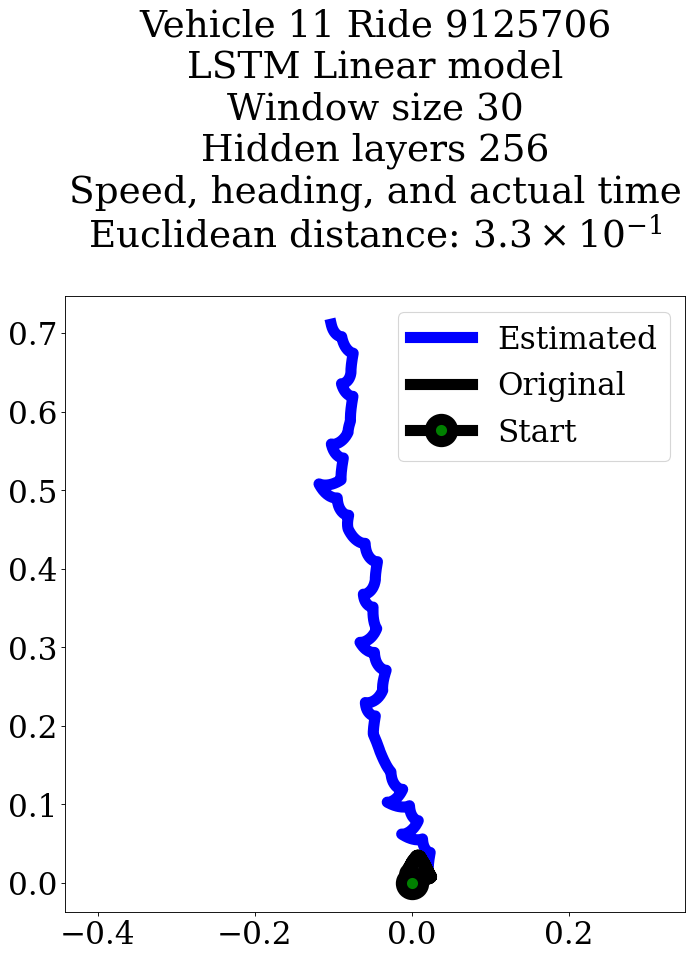 Vehicle 11 Ride 9125706
LSTM Linear model
Window size 30
Hidden layers 256
Speed, heading, and actual time
Euclidean distance: 3.3 × 10⁻¹
Estimated
Original
Start
0.7
0.6
0.5
0.4
0.3
0.2
0.1
0.0
−0.4 −0.2 0.0 0.2